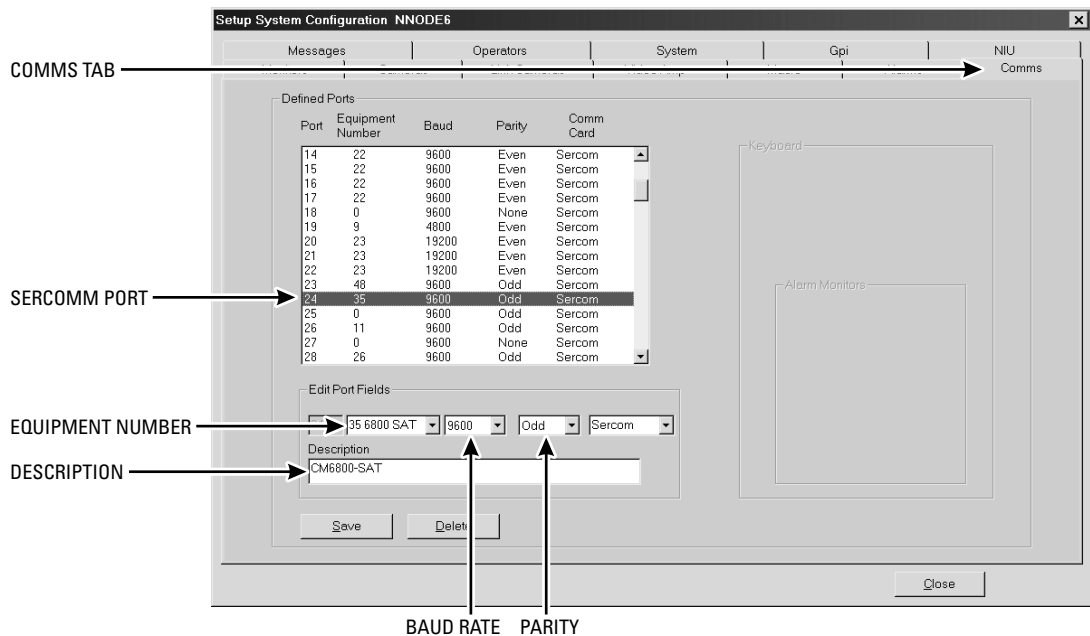 Setup System Configuration NNODE6
Messages Operators System Gpi NIU
COMMS TAB
Comms
Defined Ports
Port Equipment Number Baud Parity Comm Card
14 22 9600 Even Sercom
15 22 9600 Even Sercom
16 22 9600 Even Sercom
17 22 9600 Even Sercom
18 0 9600 None Sercom
19 9 4800 Even Sercom
20 23 19200 Even Sercom
21 23 19200 Even Sercom
22 23 19200 Even Sercom
23 48 9600 Odd Sercom
24 35 9600 Odd Sercom
25 0 9600 Odd Sercom
26 11 9600 Odd Sercom
27 0 9600 None Sercom
28 26 9600 Odd Sercom
Keyboard
Alarm Monitors
SERCOMM PORT
Edit Port Fields
EQUIPMENT NUMBER
35 6800 SAT 9600 Odd Sercom
Description
DESCRIPTION
CM6800-SAT
Save Delete
Close
BAUD RATE PARITY